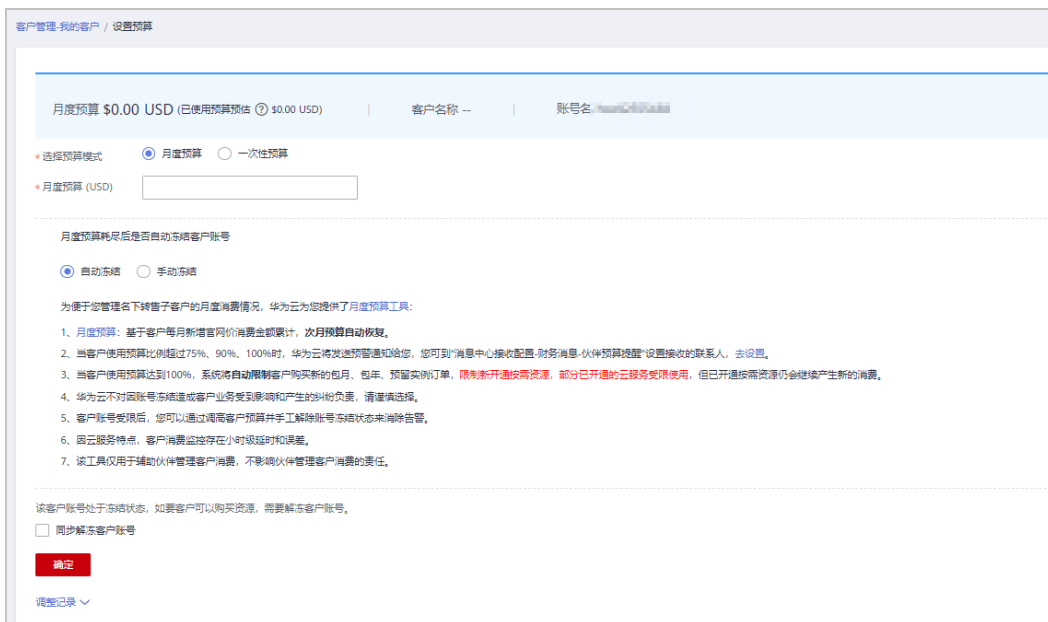 客户管理-我的客户 / 设置预算
月度预算 $0.00 USD (已使用预算预估 ? $0.00 USD) | 客户名称 -- | 账号名
* 选择预算模式 月度预算 一次性预算
* 月度预算 (USD)
月度预算耗尽后是否自动冻结客户账号
自动冻结 手动冻结
为便于您管理名下转售子客户的月度消费情况，华为云为您提供了月度预算工具：
1、月度预算：基于客户每月新增官网价消费金额累计，次月预算自动恢复。
2、当客户使用预算比例超过75%、90%、100%时，华为云将发送预警通知给您，您可到“消息中心接收配置-财务消息-伙伴预算提醒”设置接收的联系人，去设置。
3、当客户使用预算达到100%，系统将自动限制客户购买新的包月、包年、预留实例订单，限制新开通按需资源，部分已开通的云服务受限使用，但已开通按需资源仍会继续产生新的消费。
4、华为云不对因账号冻结造成客户业务受到影响和产生的纠纷负责，请谨慎选择。
5、客户账号受限后，您可以通过调高客户预算并手工解除账号冻结状态来消除告警。
6、因云服务特点，客户消费监控存在小时级延时和误差。
7、该工具仅用于辅助伙伴管理客户消费，不影响伙伴管理客户消费的责任。
该客户账号处于冻结状态，如要客户可以购买资源，需要解冻客户账号。
同步解冻客户账号
确定
调整记录